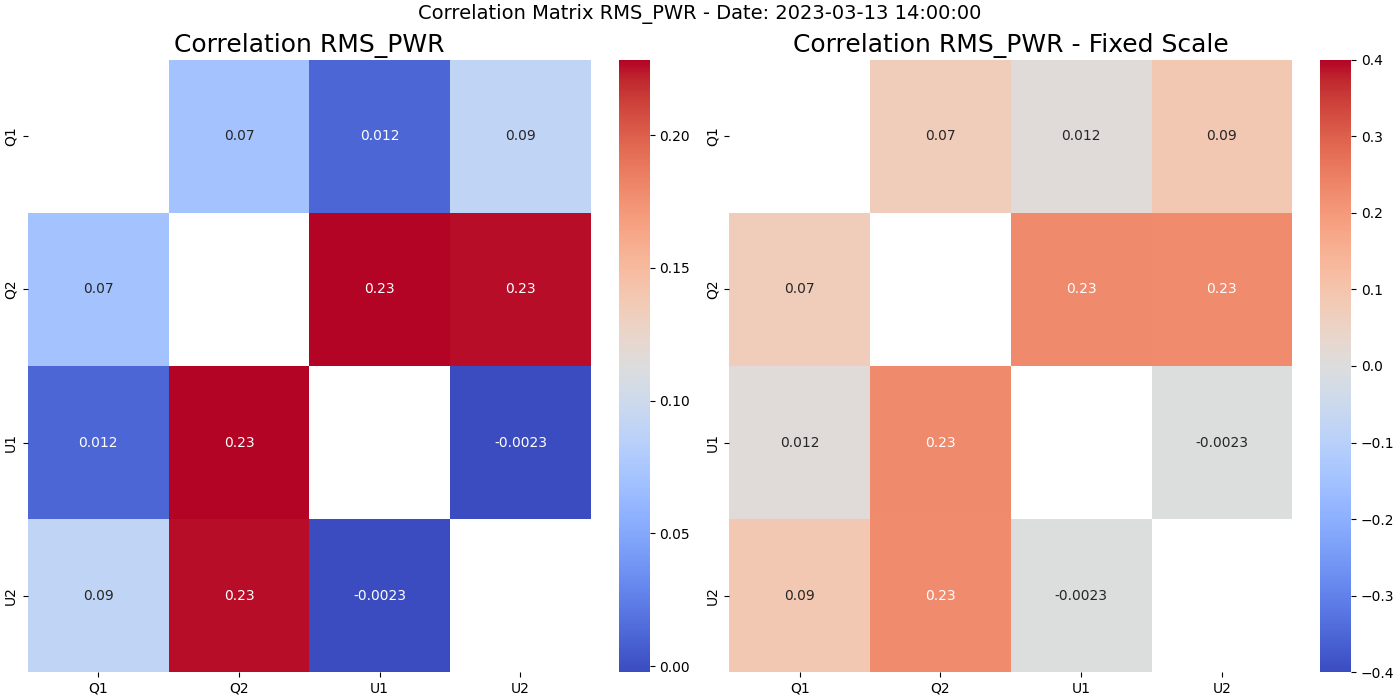 Correlation Matrix RMS_PWR - Date: 2023-03-13 14:00:00
Correlation RMS_PWR
Q1
0.07
0.012
0.09
Q2
0.07
0.23
0.23
U1
0.012
0.23
-0.0023
U2
0.09
0.23
-0.0023
Q1
Q2
U1
U2
0.20
0.15
0.10
0.05
0.00
Correlation RMS_PWR - Fixed Scale
Q1
0.07
0.012
0.09
Q2
0.07
0.23
0.23
U1
0.012
0.23
-0.0023
U2
0.09
0.23
-0.0023
Q1
Q2
U1
U2
0.4
0.3
0.2
0.1
0.0
−0.1
−0.2
−0.3
−0.4